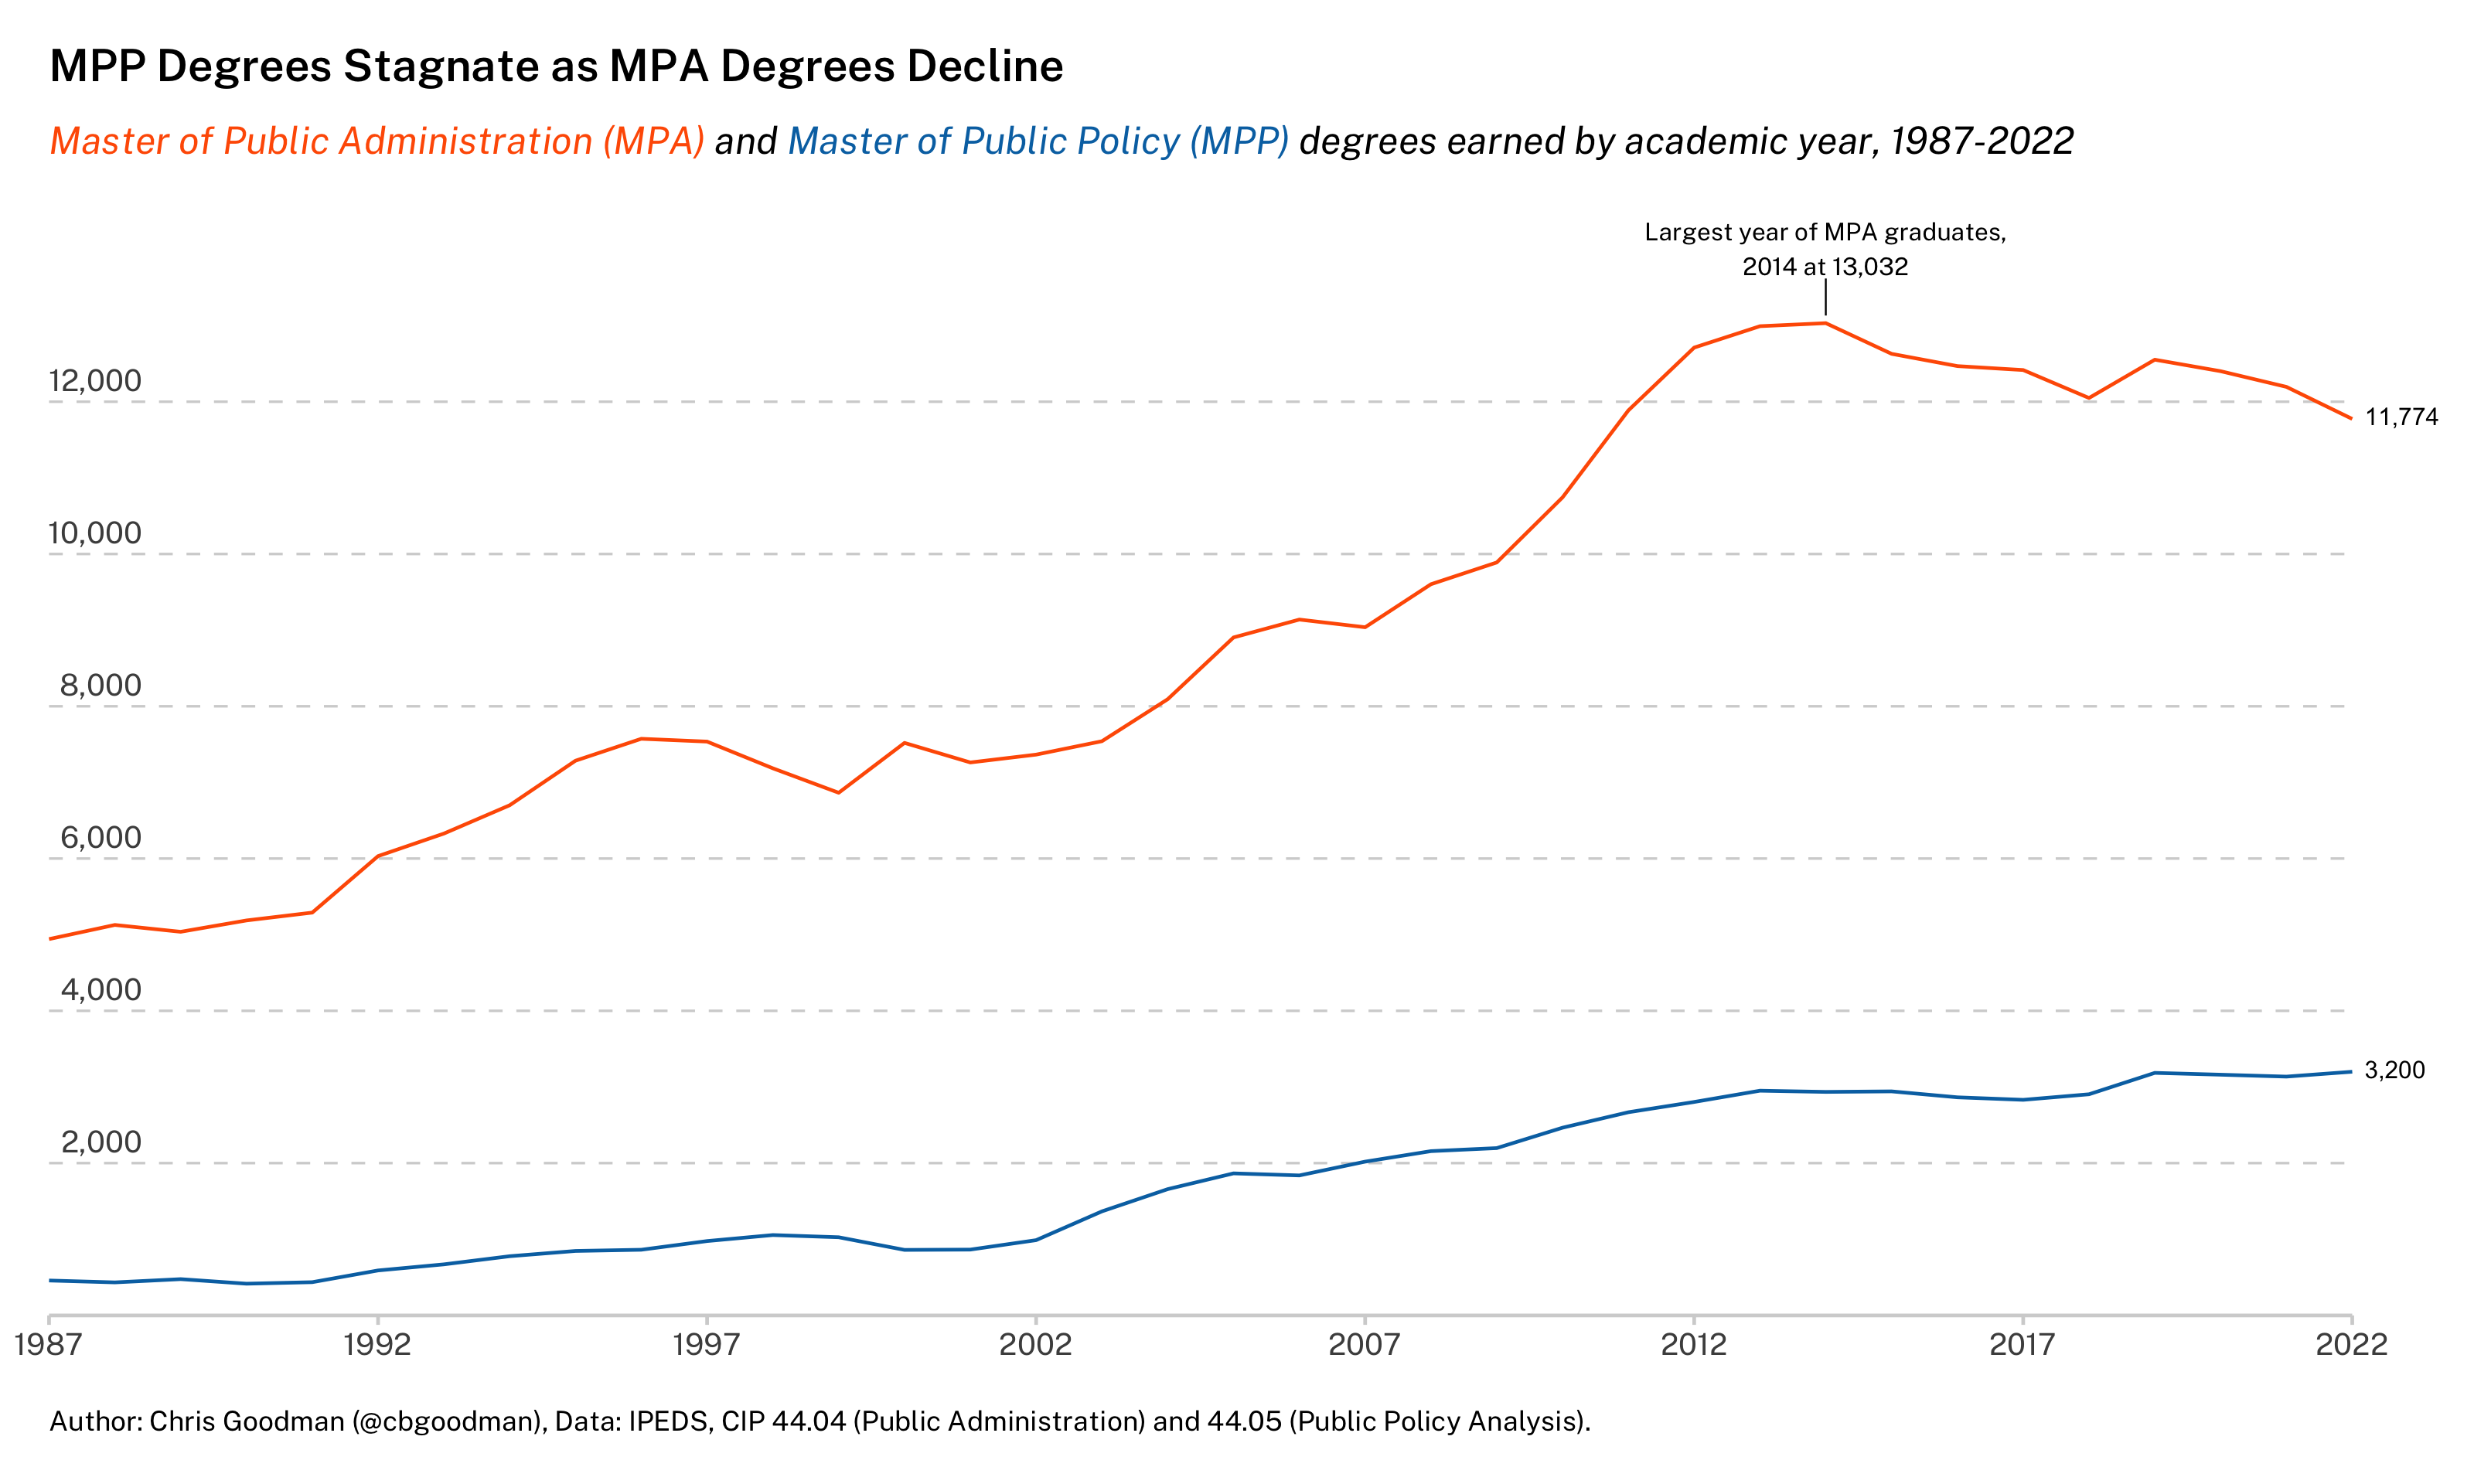 MPP Degrees Stagnate as MPA Degrees Decline
Master of Public Administration (MPA) and Master of Public Policy (MPP) degrees earned by academic year, 1987-2022
Largest year of MPA graduates,
2014 at 13,032
12,000
11,774
10,000
8,000
6,000
4,000
3,200
2,000
1987 1992 1997 2002 2007 2012 2017 2022
Author: Chris Goodman (@cbgoodman), Data: IPEDS, CIP 44.04 (Public Administration) and 44.05 (Public Policy Analysis).